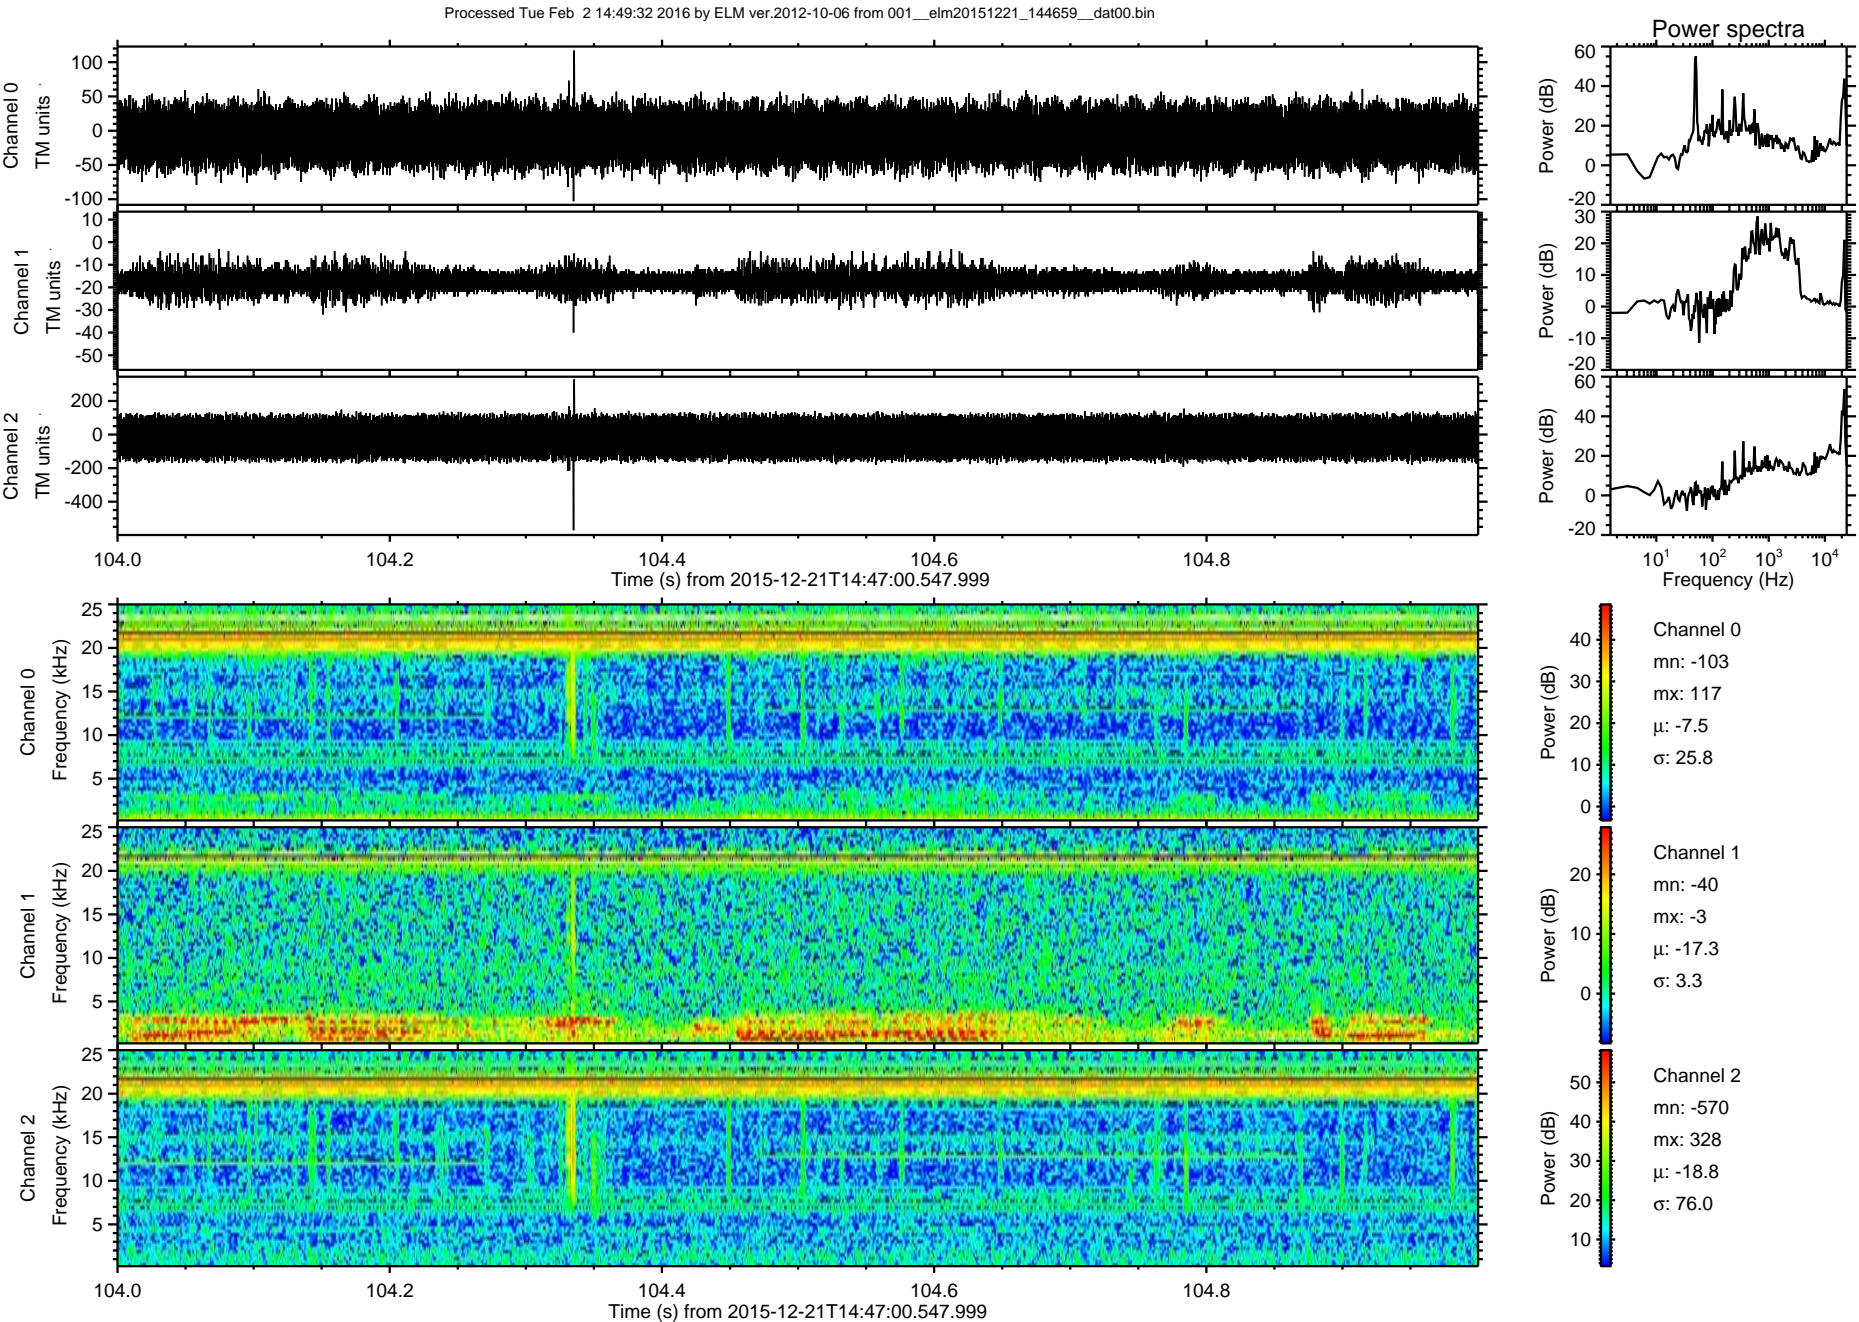 Processed Tue Feb  2 14:49:32 2016 by ELM ver.2012-10-06 from 001__elm20151221_144659__dat00.bin
Power spectra
Channel 0
TM units
100
50
0
-50
-100
Power (dB)
60
40
20
0
-20
Channel 1
TM units
10
0
-10
-20
-30
-40
-50
Power (dB)
30
20
10
0
-10
-20
Channel 2
TM units
200
0
-200
-400
Power (dB)
60
40
20
0
-20
104.0 104.2 104.4 104.6 104.8
Time (s) from 2015-12-21T14:47:00.547.999
10^1 10^2 10^3 10^4
Frequency (Hz)
Channel 0
Frequency (kHz)
25
20
15
10
5
Power (dB)
40
30
20
10
0
Channel 0
mn: -103
mx: 117
μ: -7.5
σ: 25.8
Channel 1
Frequency (kHz)
25
20
15
10
5
Power (dB)
20
10
0
Channel 1
mn: -40
mx: -3
μ: -17.3
σ: 3.3
Channel 2
Frequency (kHz)
25
20
15
10
5
Power (dB)
50
40
30
20
10
Channel 2
mn: -570
mx: 328
μ: -18.8
σ: 76.0
104.0 104.2 104.4 104.6 104.8
Time (s) from 2015-12-21T14:47:00.547.999